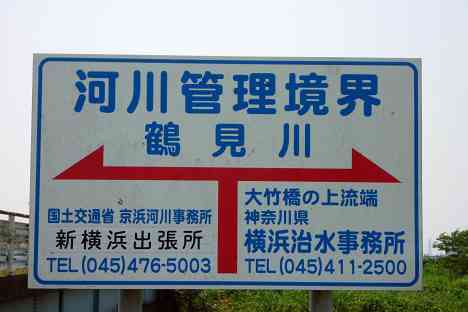 河川管理境界
鶴見川
国土交通省 京浜河川事務所
新横浜出張所
TEL(045)476-5003
大竹橋の上流端
神奈川県
横浜治水事務所
TEL(045)411-2500